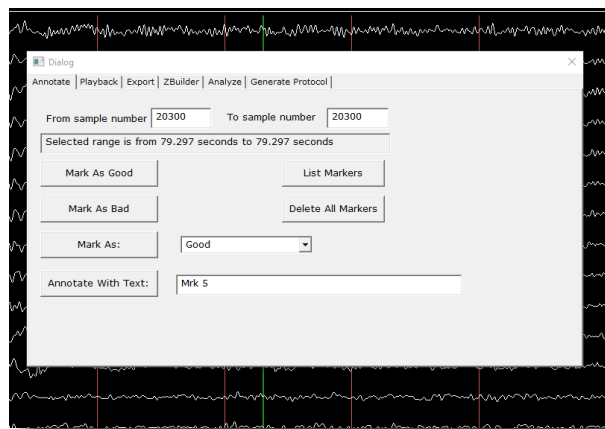 Dialog
Annotate Playback Export ZBuilder Analyze Generate Protocol
From sample number 20300 To sample number 20300
Selected range is from 79.297 seconds to 79.297 seconds
Mark As Good List Markers
Mark As Bad Delete All Markers
Mark As: Good
Annotate With Text: Mrk 5